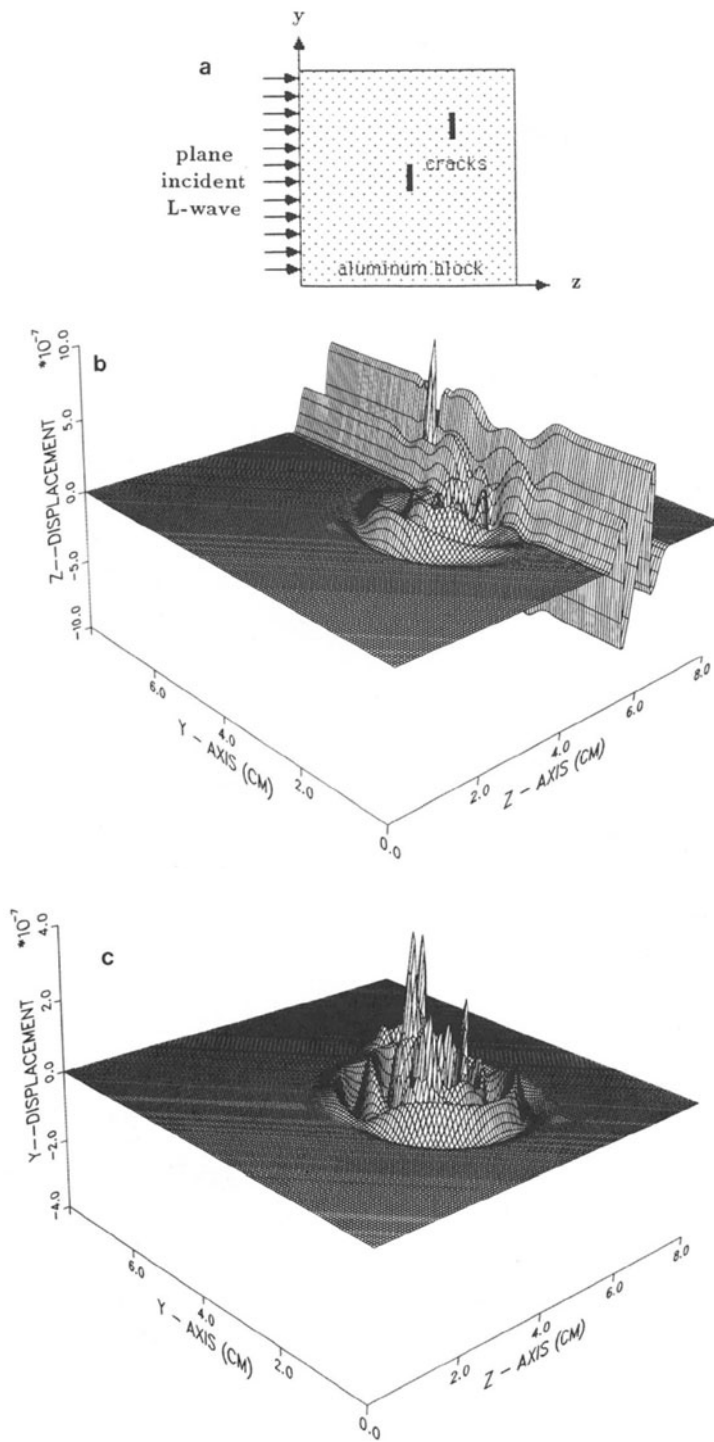 a
y
plane
incident
L-wave
cracks
aluminum block
z
b
*10⁻⁷
10.0
5.0
0.0
-5.0
-10.0
Z--DISPLACEMENT
6.0
4.0
2.0
0.0
Y - AXIS (CM)
2.0
4.0
6.0
8.0
Z - AXIS (CM)
c
*10⁻⁷
4.0
2.0
0.0
-2.0
-4.0
Y--DISPLACEMENT
6.0
4.0
2.0
0.0
Y - AXIS (CM)
2.0
4.0
6.0
8.0
Z - AXIS (CM)